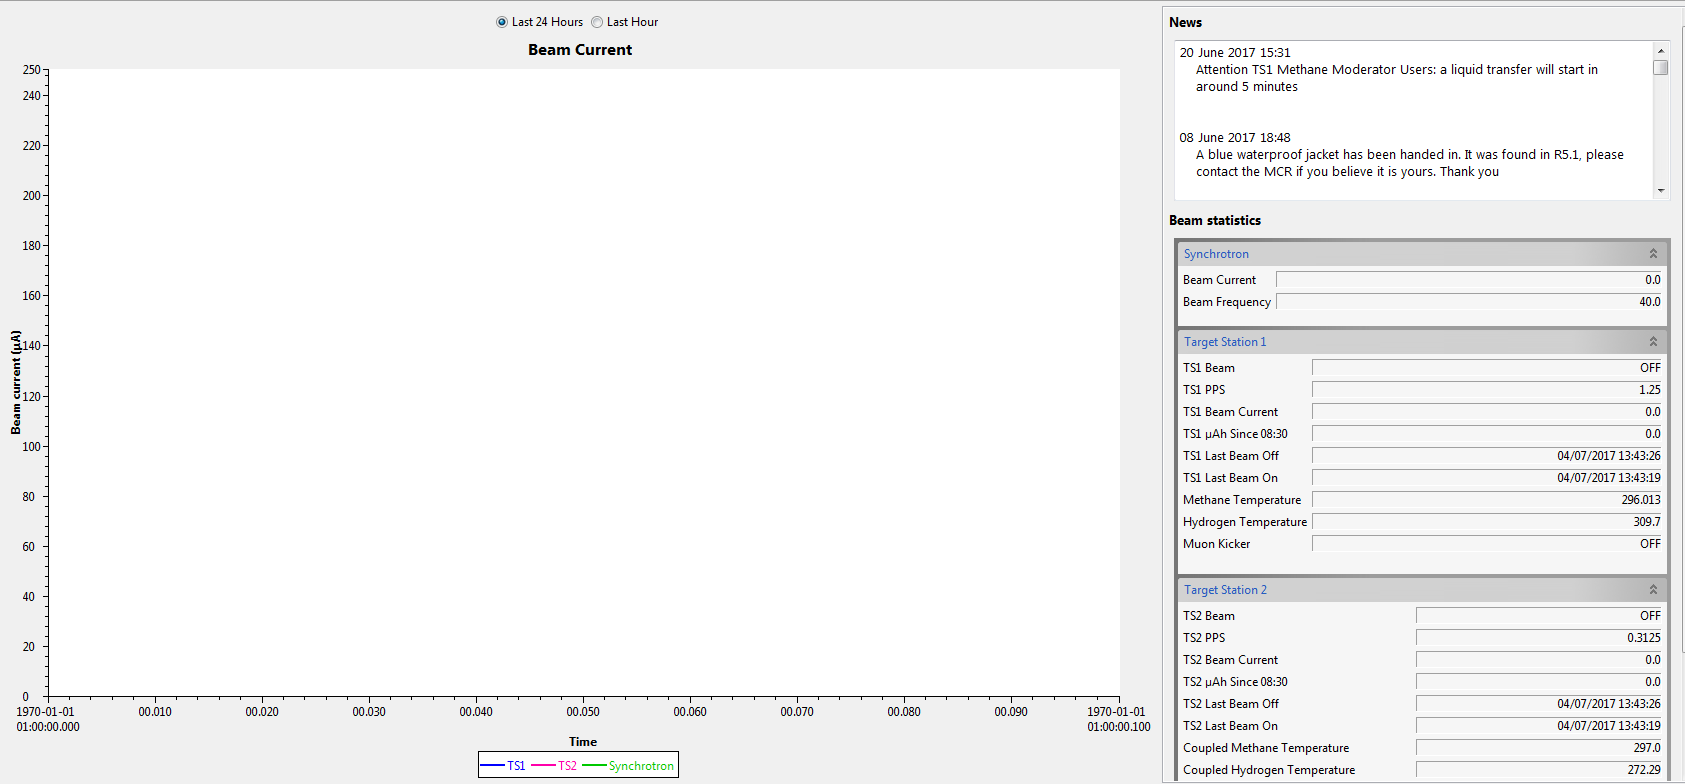 Last 24 Hours Last Hour
Beam Current
250
240
220
200
180
160
140
120
100
80
60
40
20
0
Beam current (µA)
1970-01-01 00.010 00.020 00.030 00.040 00.050 00.060 00.070 00.080 00.090 1970-01-01
01:00:00.000 01:00:00.100
Time
TS1 TS2 Synchrotron
News
20 June 2017 15:31
Attention TS1 Methane Moderator Users: a liquid transfer will start in
around 5 minutes
08 June 2017 18:48
A blue waterproof jacket has been handed in. It was found in R5.1, please
contact the MCR if you believe it is yours. Thank you
Beam statistics
Synchrotron
Beam Current 0.0
Beam Frequency 40.0
Target Station 1
TS1 Beam OFF
TS1 PPS 1.25
TS1 Beam Current 0.0
TS1 µAh Since 08:30 0.0
TS1 Last Beam Off 04/07/2017 13:43:26
TS1 Last Beam On 04/07/2017 13:43:19
Methane Temperature 296.013
Hydrogen Temperature 309.7
Muon Kicker OFF
Target Station 2
TS2 Beam OFF
TS2 PPS 0.3125
TS2 Beam Current 0.0
TS2 µAh Since 08:30 0.0
TS2 Last Beam Off 04/07/2017 13:43:26
TS2 Last Beam On 04/07/2017 13:43:19
Coupled Methane Temperature 297.0
Coupled Hydrogen Temperature 272.29